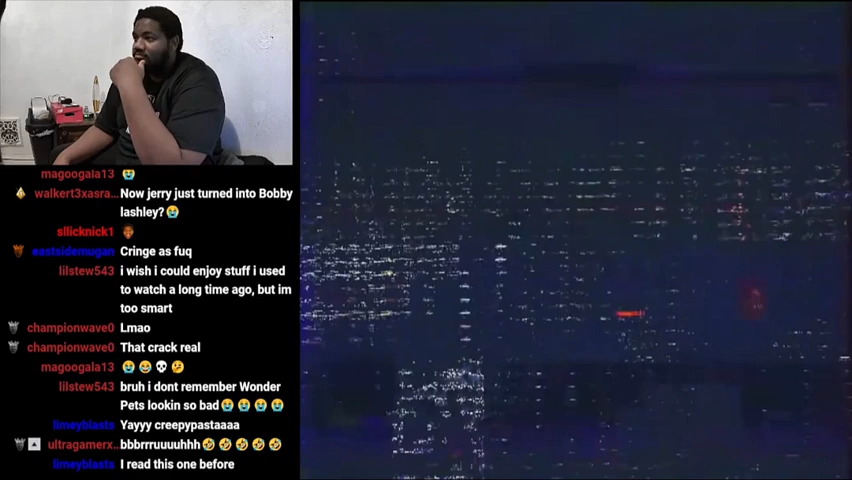 magoogala13 😭
walkert3xasra... Now jerry just turned into Bobby
lashley?😭
sllicknick1
eastsidemugan Cringe as fuq
lilstew543 i wish i could enjoy stuff i used
to watch a long time ago, but im
too smart
championwave0 Lmao
championwave0 That crack real
magoogala13 😭😂💀🤔
lilstew543 bruh i dont remember Wonder
Pets lookin so bad😭😭😭😭
limeyblasts Yayyy creepypastaaaa
ultragamerx... bbbrrruuuuhhh🤣🤣🤣🤣🤣
limeyblasts I read this one before